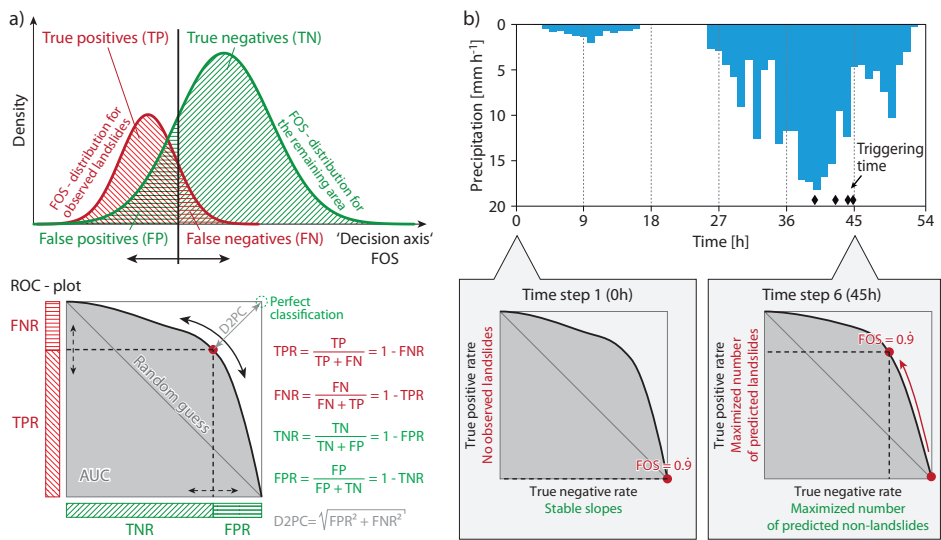 a)
True positives (TP)
True negatives (TN)
Density
FOS - distribution for
observed landslides
FOS - distribution for
the remaining area
False positives (FP)
False negatives (FN)
'Decision axis'
FOS
ROC - plot
FNR
TPR
D2PC
Perfect
classification
Random guess
AUC
TNR
FPR
TPR = TP / TP + FN = 1 - FNR
FNR = FN / FN + TP = 1 - TPR
TNR = TN / TN + FP = 1 - FPR
FPR = FP / FP + TN = 1 - TNR
D2PC = √FPR² + FNR²
b)
Precipitation [mm h⁻¹]
0
5
10
15
20
Triggering
time
0 9 18 27 36 45 54
Time [h]
Time step 1 (0h)
True positive rate
No observed landslides
FOS = 0.9̇
True negative rate
Stable slopes
Time step 6 (45h)
True positive rate
Maximized number
of predicted landslides
FOS = 0.9̇
True negative rate
Maximized number
of predicted non-landslides